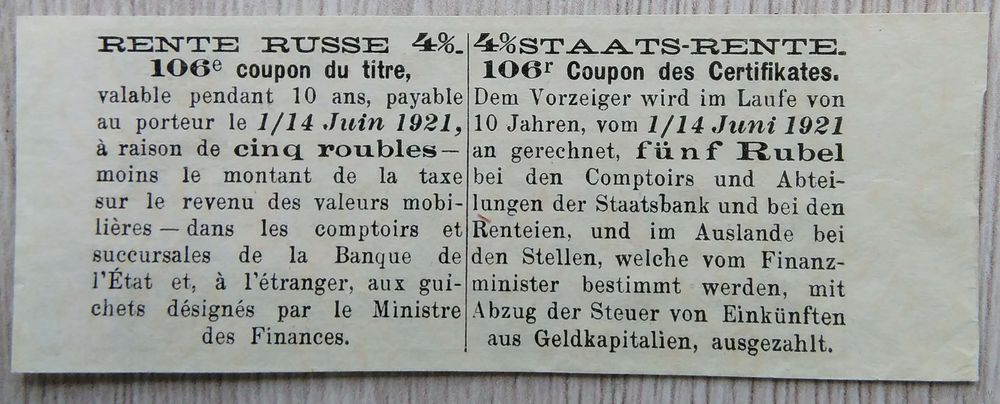 RENTE RUSSE 4%.
106e coupon du titre,
valable pendant 10 ans, payable
au porteur le 1/14 Juin 1921,
à raison de cinq roubles —
moins le montant de la taxe
sur le revenu des valeurs mobi-
lières — dans les comptoirs et
succursales de la Banque de
l'État et, à l'étranger, aux gui-
chets désignés par le Ministre
des Finances.
4% STAATS-RENTE.
106r Coupon des Certifikates.
Dem Vorzeiger wird im Laufe von
10 Jahren, vom 1/14 Juni 1921
an gerechnet, fünf Rubel
bei den Comptoirs und Abtei-
lungen der Staatsbank und bei den
Renteien, und im Auslande bei
den Stellen, welche vom Finanz-
minister bestimmt werden, mit
Abzug der Steuer von Einkünften
aus Geldkapitalien, ausgezahlt.